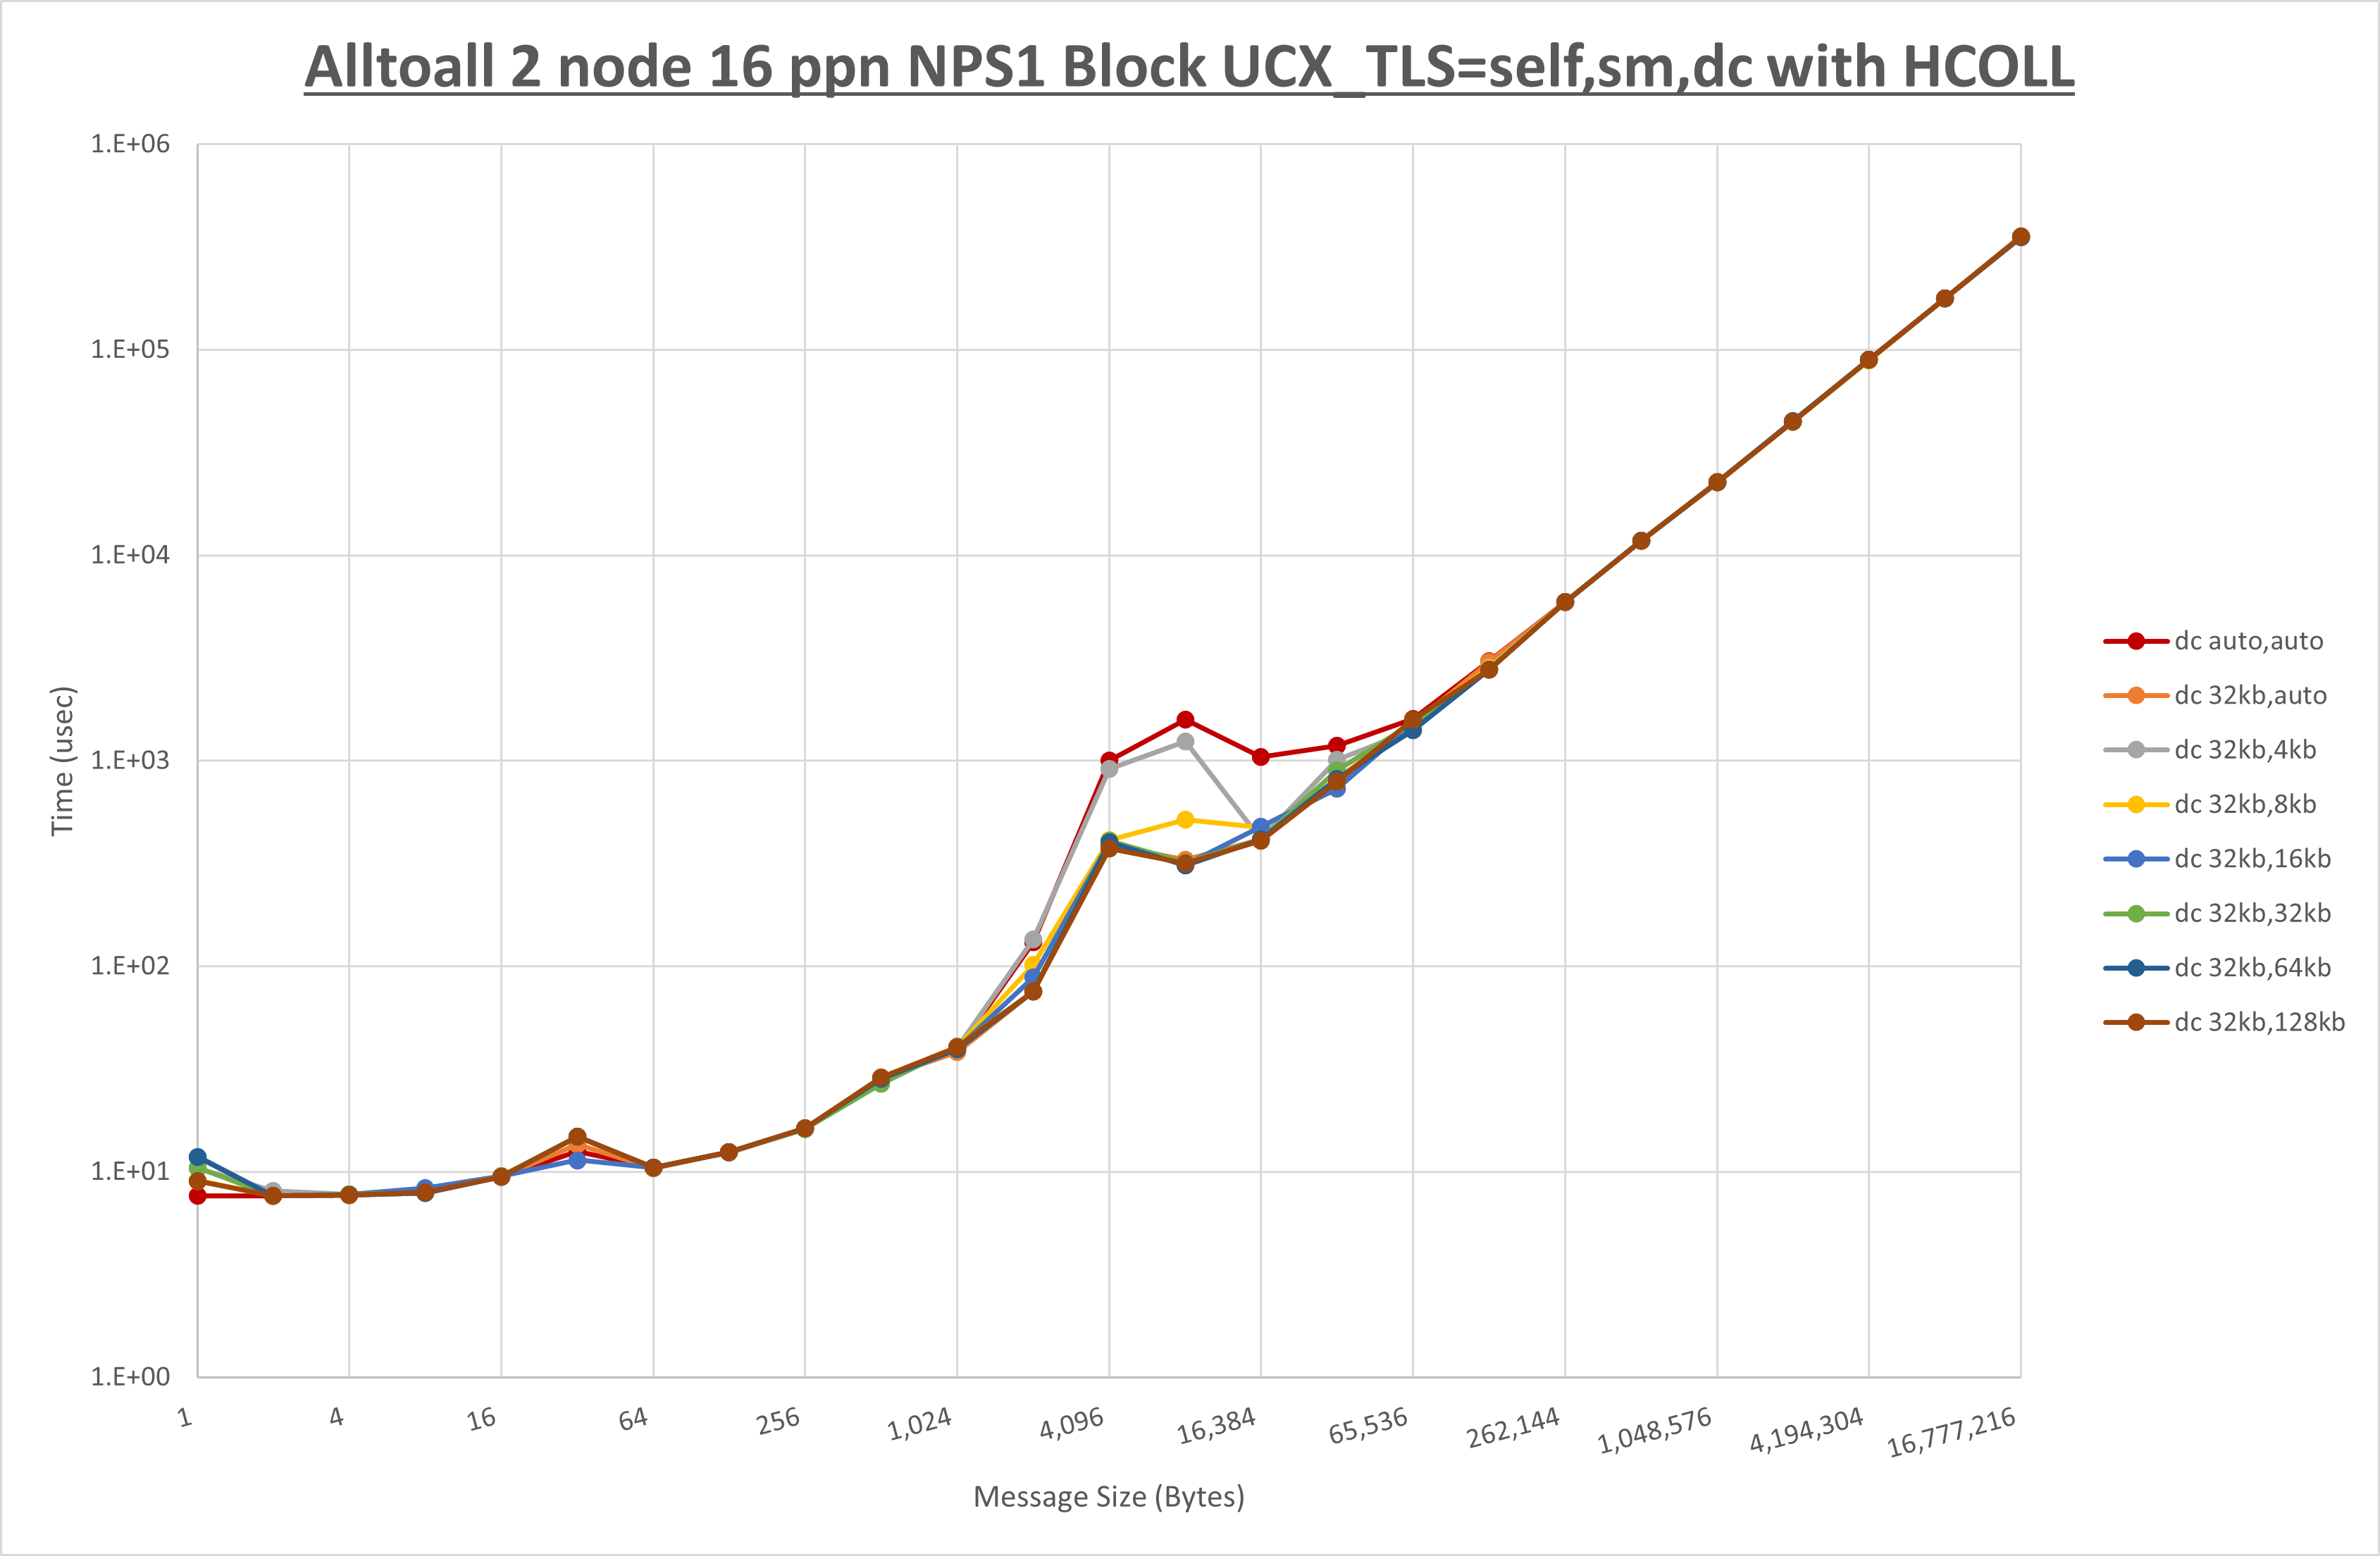 Alltoall 2 node 16 ppn NPS1 Block UCX_TLS=self,sm,dc with HCOLL
1.E+06
1.E+05
1.E+04
1.E+03
1.E+02
1.E+01
1.E+00
Time (usec)
1
4
16
64
256
1,024
4,096
16,384
65,536
262,144
1,048,576
4,194,304
16,777,216
Message Size (Bytes)
dc auto,auto
dc 32kb,auto
dc 32kb,4kb
dc 32kb,8kb
dc 32kb,16kb
dc 32kb,32kb
dc 32kb,64kb
dc 32kb,128kb